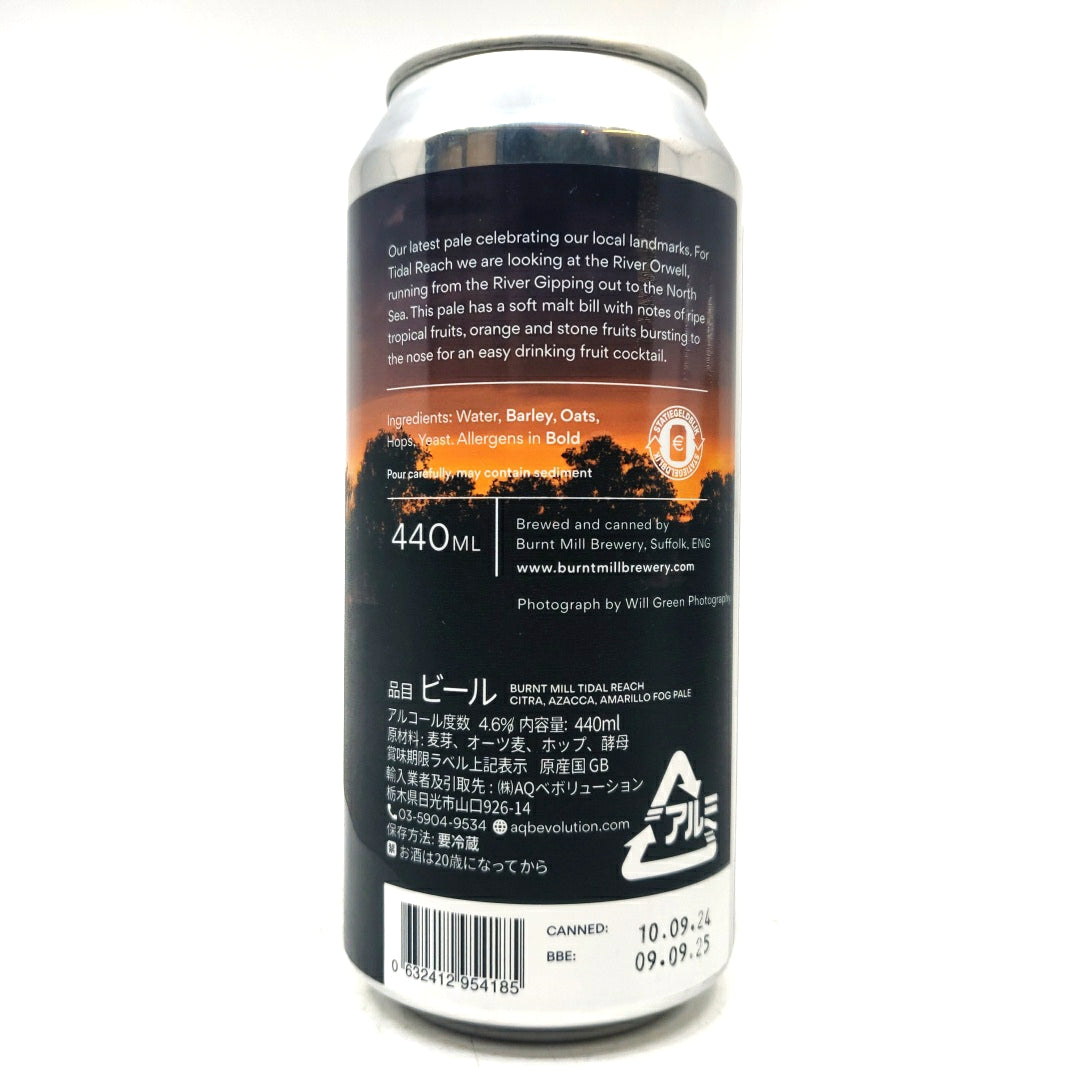 Our latest pale celebrating our local landmarks. For
Tidal Reach we are looking at the River Orwell,
running from the River Gipping out to the North
Sea. This pale has a soft malt bill with notes of ripe
tropical fruits, orange and stone fruits bursting to
the nose for an easy drinking fruit cocktail.
Ingredients: Water, Barley, Oats,
Hops, Yeast. Allergens in Bold
STATIEGELDBLIK
€
STATIEGELDBLIK
Pour carefully, may contain sediment
440ML
Brewed and canned by
Burnt Mill Brewery, Suffolk, ENG
www.burntmillbrewery.com
Photograph by Will Green Photography
品目 ビール
BURNT MILL TIDAL REACH
CITRA, AZACCA, AMARILLO FOG PALE
アルコール度数 4.6% 内容量: 440ml
原材料 : 麦芽、オーツ麦、ホップ、酵母
賞味期限ラベル上記表示 原産国 GB
輸入業者及引取先 : ㈱AQベボリューション
栃木県日光市山口926-14
03-5904-9534 aqbevolution.com
保存方法: 要冷蔵
お酒は20歳になってから
アルミ
0 632412 954185
CANNED: 10.09.24
BBE: 09.09.25